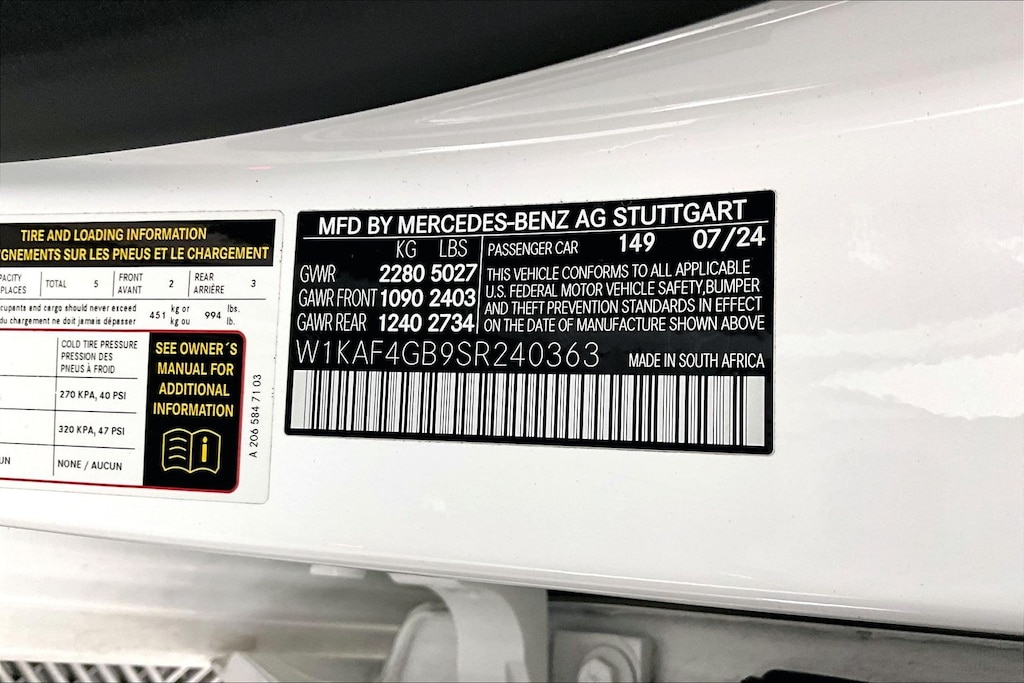 TIRE AND LOADING INFORMATION
GNEMENTS SUR LES PNEUS ET LE CHARGEMENT
TOTAL 5 FRONT AVANT 2 REAR ARRIÈRE 3
PLACES
cupants and cargo should never exceed 451 kg or 994 lbs.
du chargement ne doit jamais dépasser kg ou lb.
COLD TIRE PRESSURE
PRESSION DES
PNEUS À FROID
270 KPA, 40 PSI
320 KPA, 47 PSI
NONE / AUCUN
SEE OWNER´S
MANUAL FOR
ADDITIONAL
INFORMATION
i
A 206 584 71 03
MFD BY MERCEDES-BENZ AG STUTTGART
KG LBS
GVWR 2280 5027
GAWR FRONT 1090 2403
GAWR REAR 1240 2734
PASSENGER CAR 149 07/24
THIS VEHICLE CONFORMS TO ALL APPLICABLE
U.S. FEDERAL MOTOR VEHICLE SAFETY,BUMPER
AND THEFT PREVENTION STANDARDS IN EFFECT
ON THE DATE OF MANUFACTURE SHOWN ABOVE
W1KAF4GB9SR240363 MADE IN SOUTH AFRICA